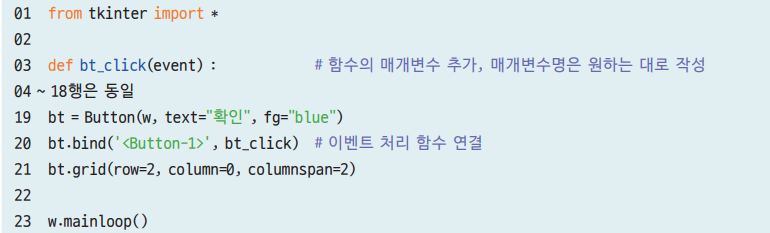 01 from tkinter import *
02
03 def bt_click(event) : # 함수의 매개변수 추가, 매개변수명은 원하는 대로 작성
04 ~ 18행은 동일
19 bt = Button(w, text="확인", fg="blue")
20 bt.bind('<Button-1>', bt_click) # 이벤트 처리 함수 연결
21 bt.grid(row=2, column=0, columnspan=2)
22
23 w.mainloop()